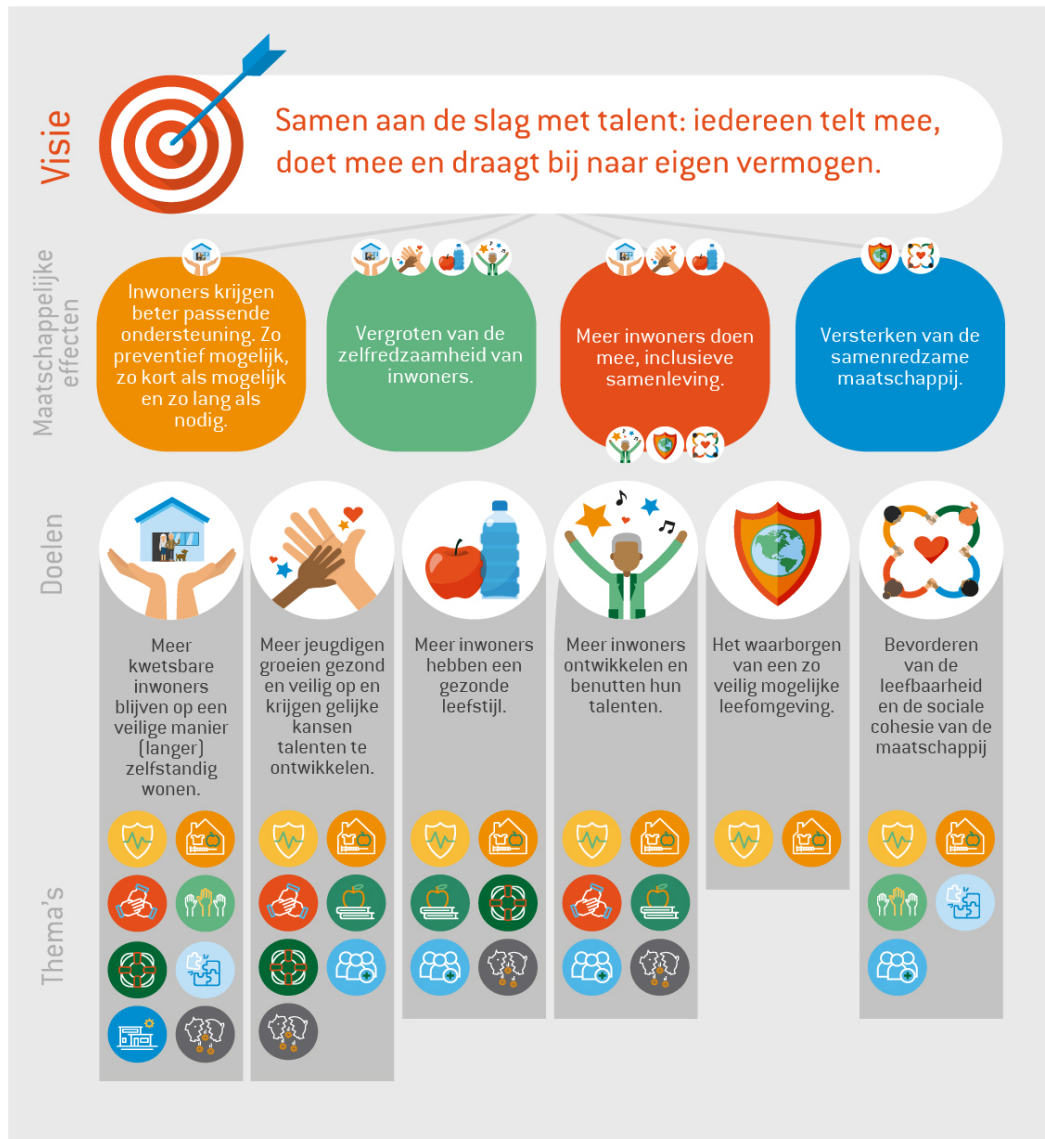 Visie
Samen aan de slag met talent: iedereen telt mee,
doet mee en draagt bij naar eigen vermogen.
Maatschappelijke
effecten
Inwoners krijgen
beter passende
ondersteuning. Zo
preventief mogelijk,
zo kort als mogelijk
en zo lang als
nodig.
Vergroten van de
zelfredzaamheid van
inwoners.
Meer inwoners doen
mee, inclusieve
samenleving.
Versterken van de
samenredzame
maatschappij.
Doelen
Meer
kwetsbare
inwoners
blijven op een
veilige manier
(langer)
zelfstandig
wonen.
Meer jeugdigen
groeien gezond
en veilig op en
krijgen gelijke
kansen
talenten te
ontwikkelen.
Meer inwoners
hebben een
gezonde
leefstijl.
Meer inwoners
ontwikkelen en
benutten hun
talenten.
Het waarborgen
van een zo
veilig mogelijke
leefomgeving.
Bevorderen
van de
leefbaarheid
en de sociale
cohesie van de
maatschappij
Thema's